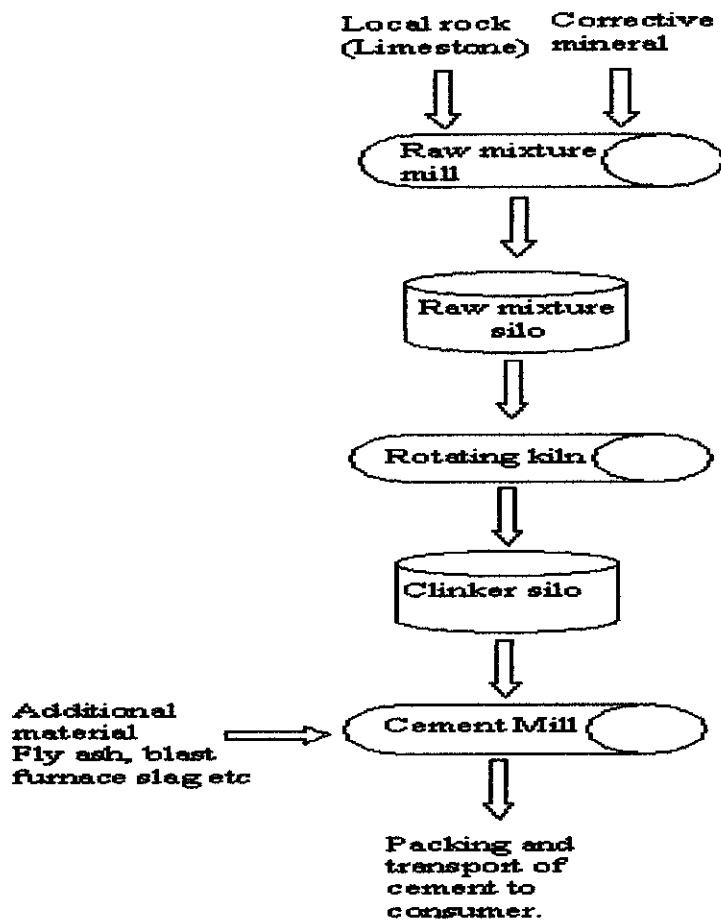 Local rock
(Limestone)
Corrective
mineral
Raw mixture
mill
Raw mixture
silo
Rotating kiln
Clinker silo
Additional
material
Fly ash, blast
furnace slag etc
Cement Mill
Packing and
transport of
cement to
consumer.